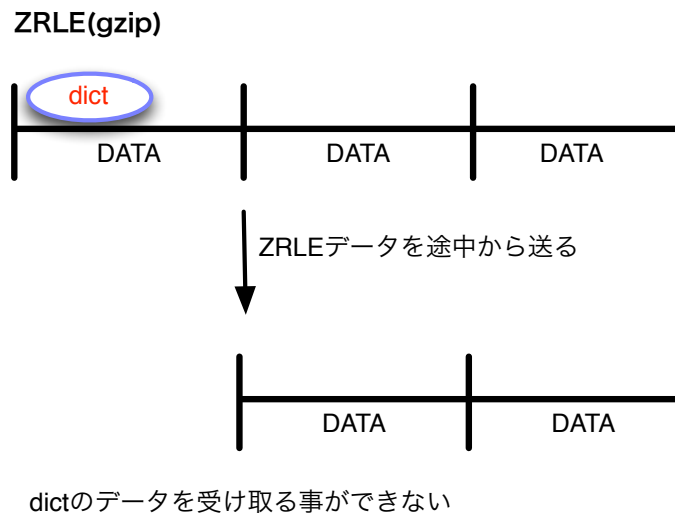 ZRLE(gzip)
dict
DATA DATA DATA
ZRLEデータを途中から送る
DATA DATA
dictのデータを受け取る事ができない